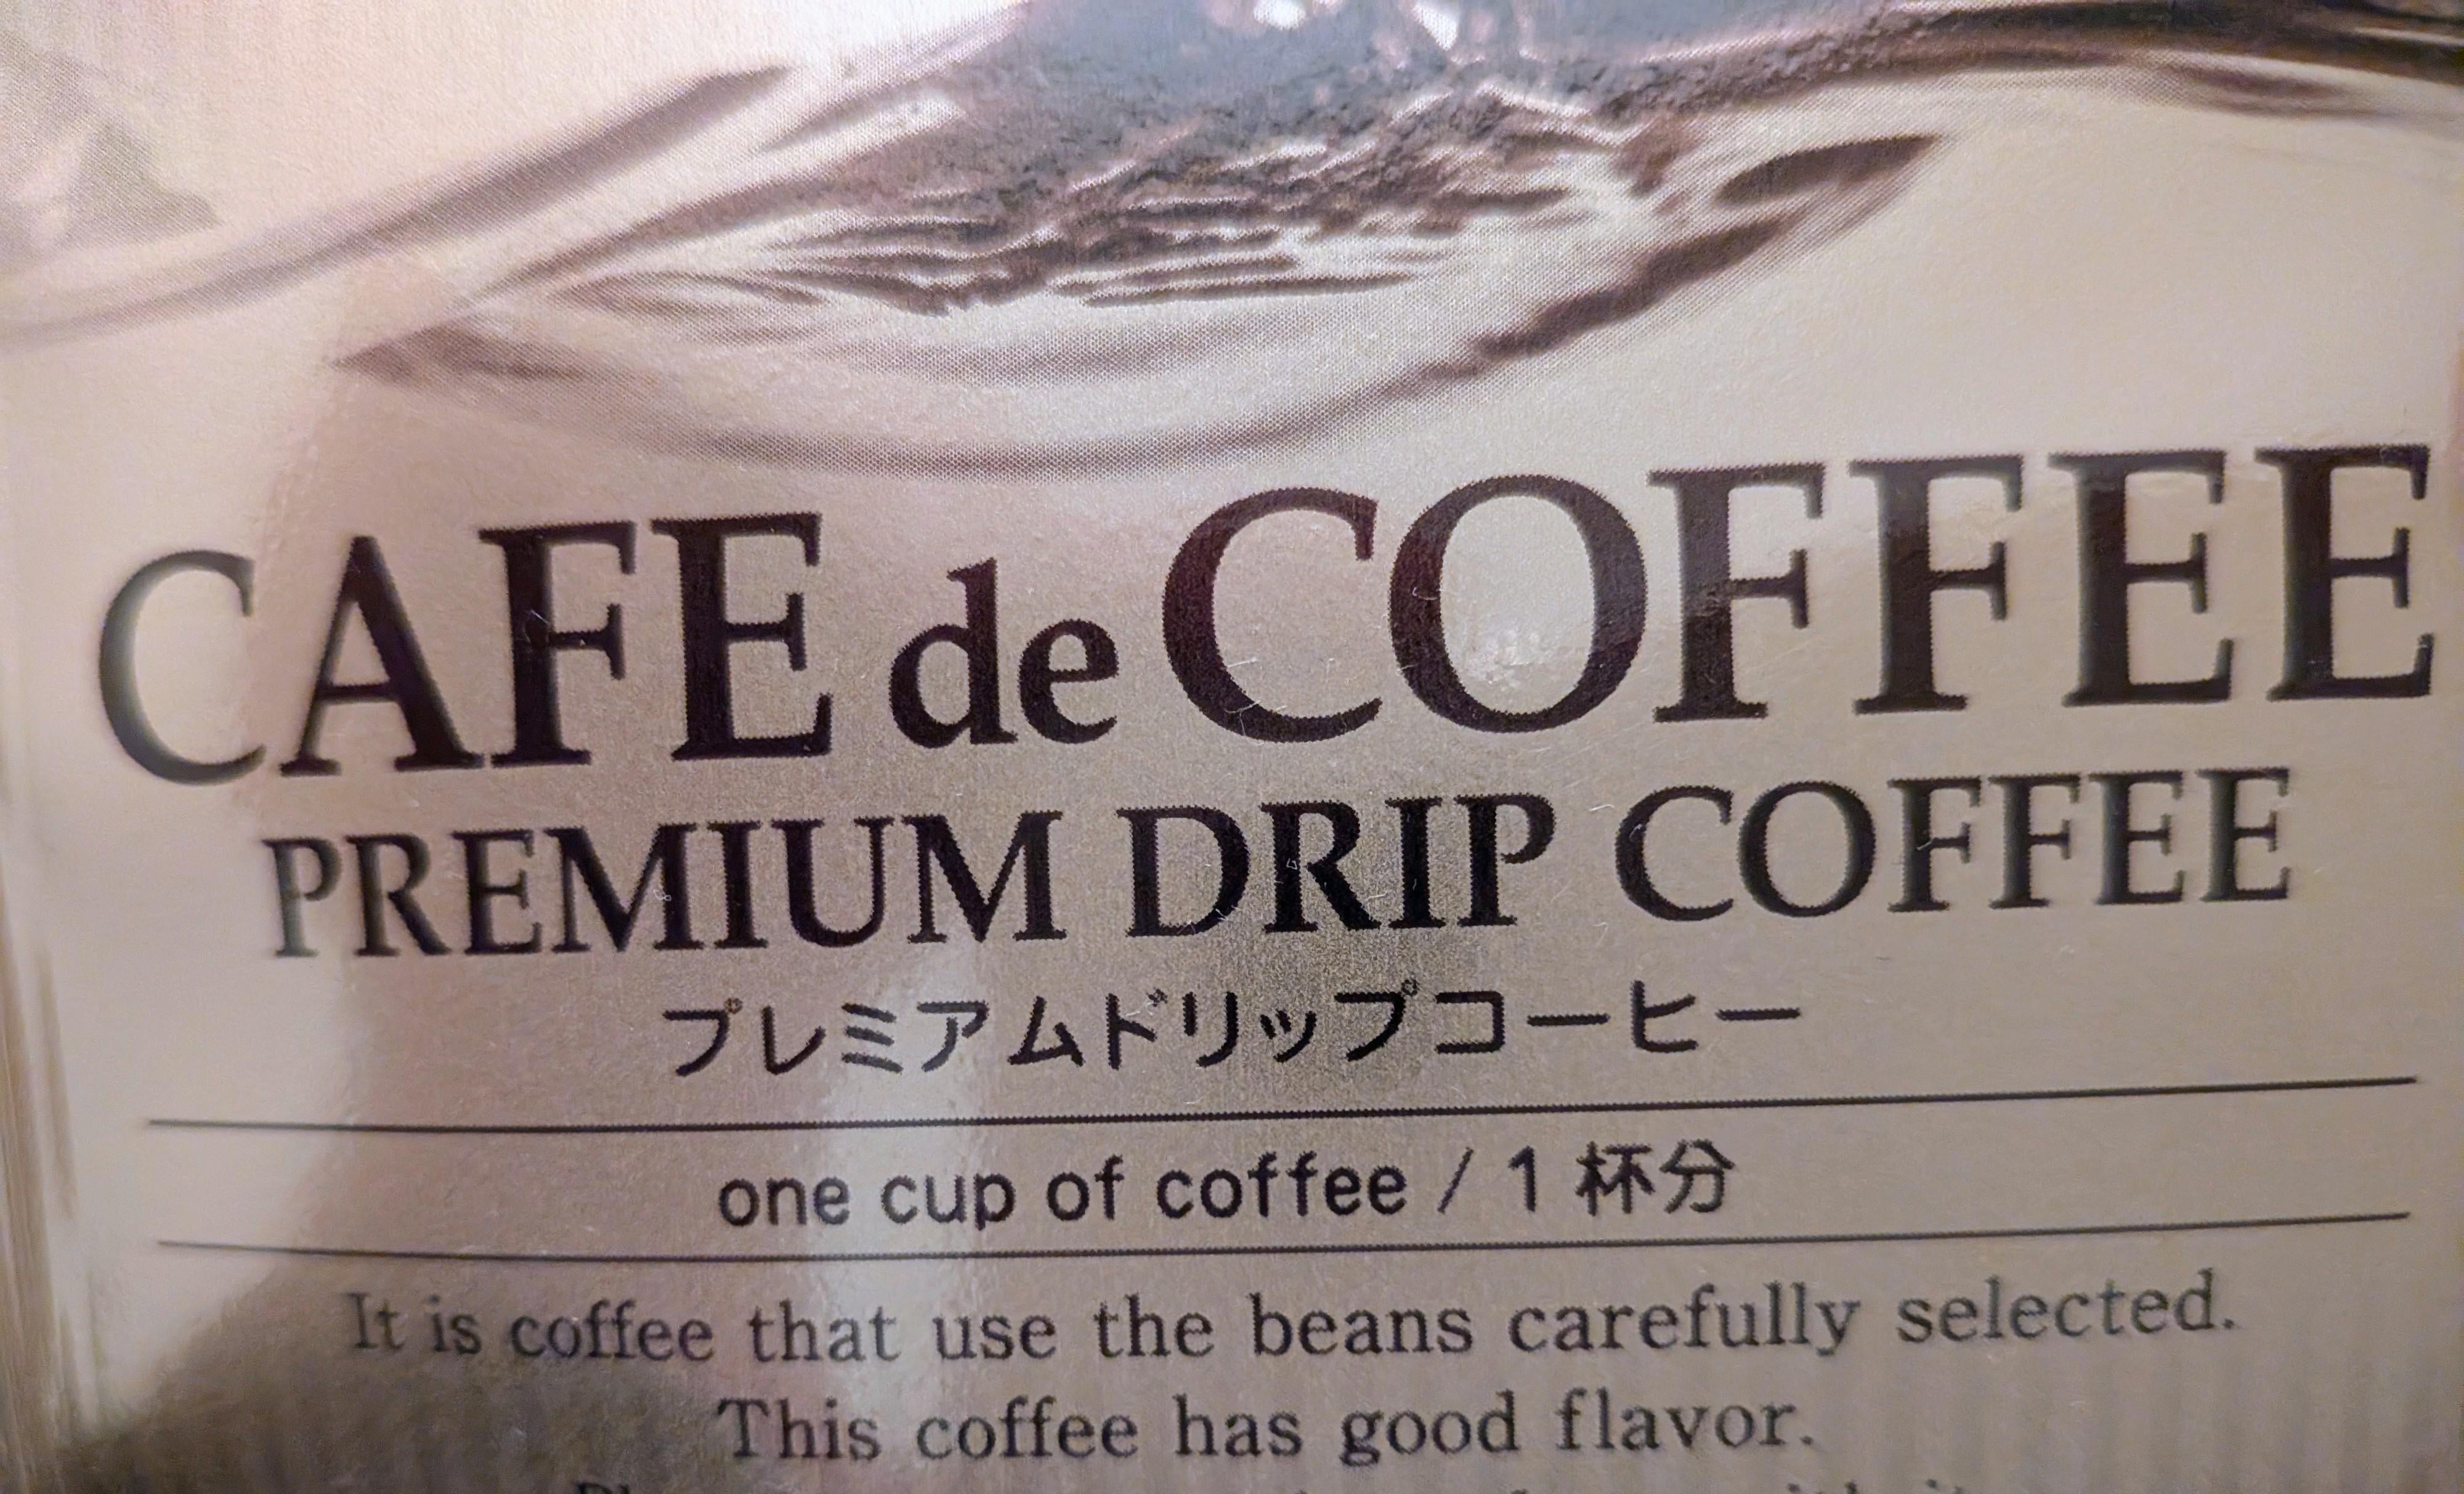 CAFE de COFFEE
PREMIUM DRIP COFFEE
プレミアムドリップコーヒー
one cup of coffee / 1 杯分
It is coffee that use the beans carefully selected.
This coffee has good flavor.